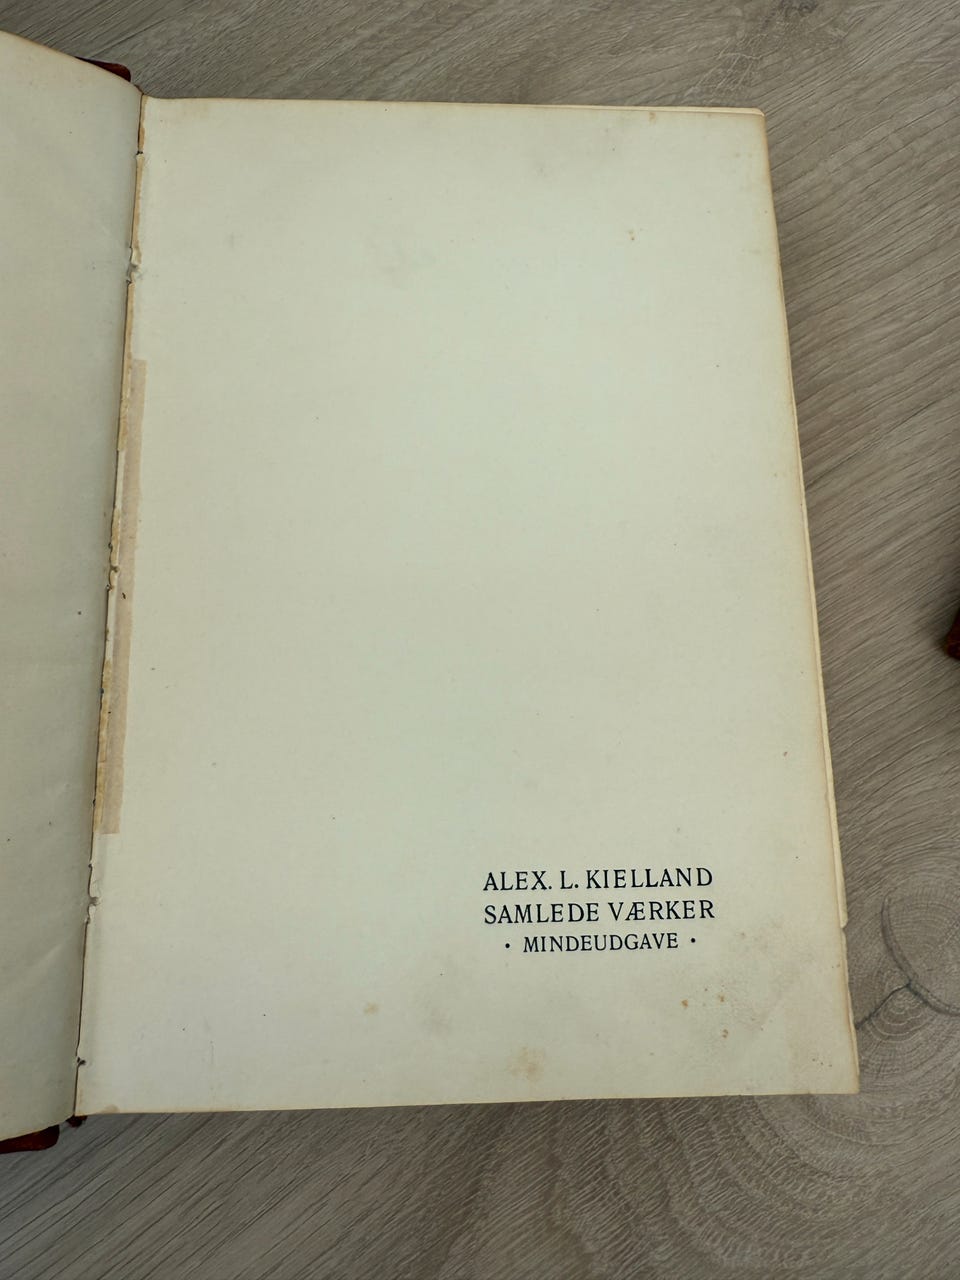 ALEX. L. KIELLAND
SAMLEDE VÆRKER
• MINDEUDGAVE •